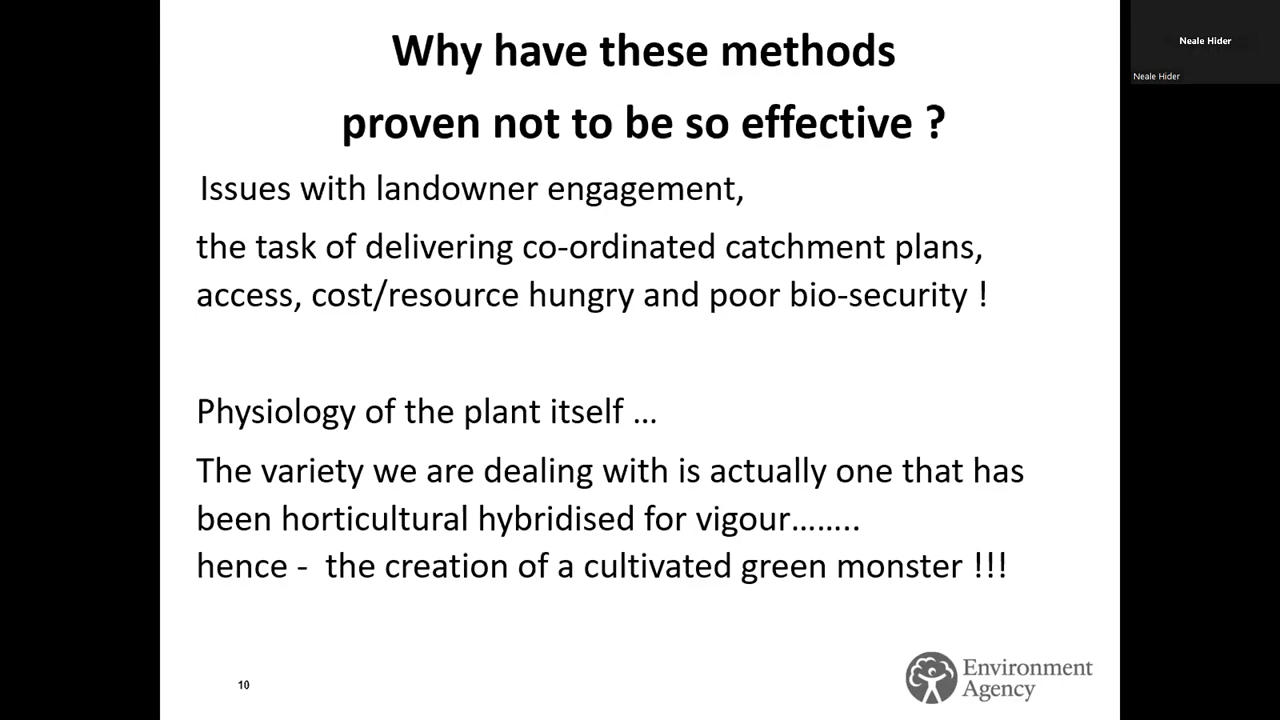 Why have these methods
proven not to be so effective ?
Issues with landowner engagement,
the task of delivering co-ordinated catchment plans,
access, cost/resource hungry and poor bio-security !
Physiology of the plant itself ...
The variety we are dealing with is actually one that has
been horticultural hybridised for vigour........
hence -  the creation of a cultivated green monster !!!
10
Environment
Agency
Neale Hider
Neale Hider